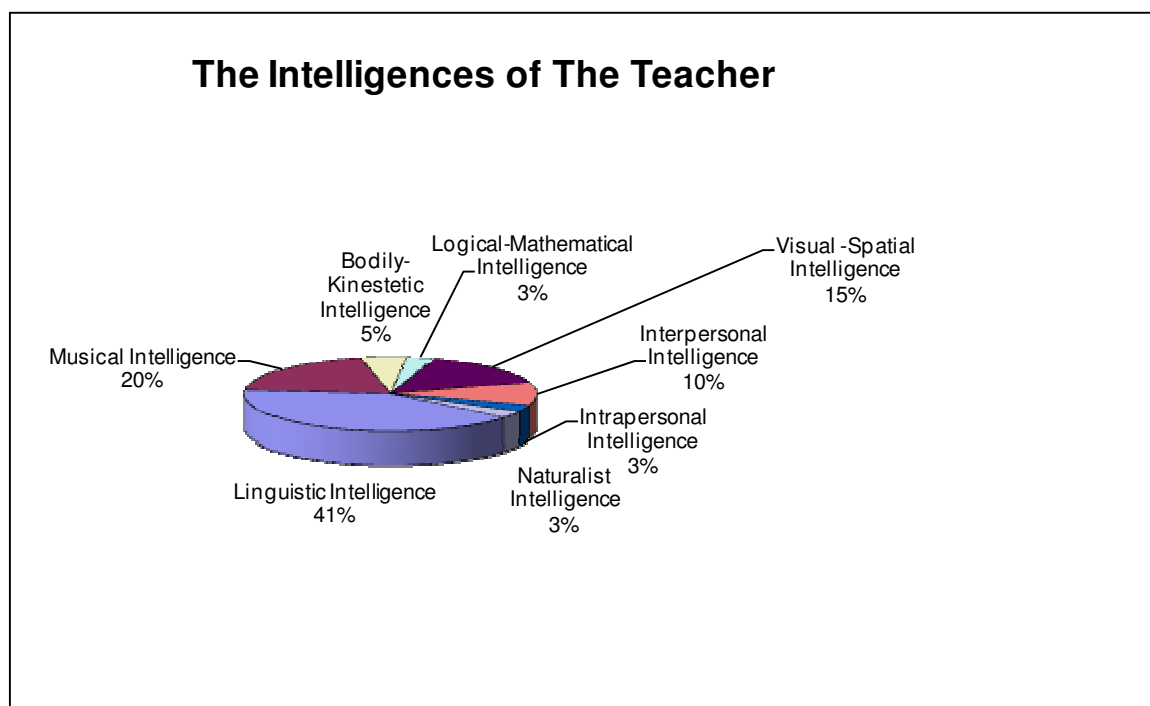 The Intelligences of The Teacher
Logical-Mathematical
Intelligence
3%
Visual -Spatial
Intelligence
15%
Bodily-
Kinestetic
Intelligence
5%
Interpersonal
Intelligence
10%
Musical Intelligence
20%
Intrapersonal
Intelligence
3%
Naturalist
Intelligence
3%
Linguistic Intelligence
41%